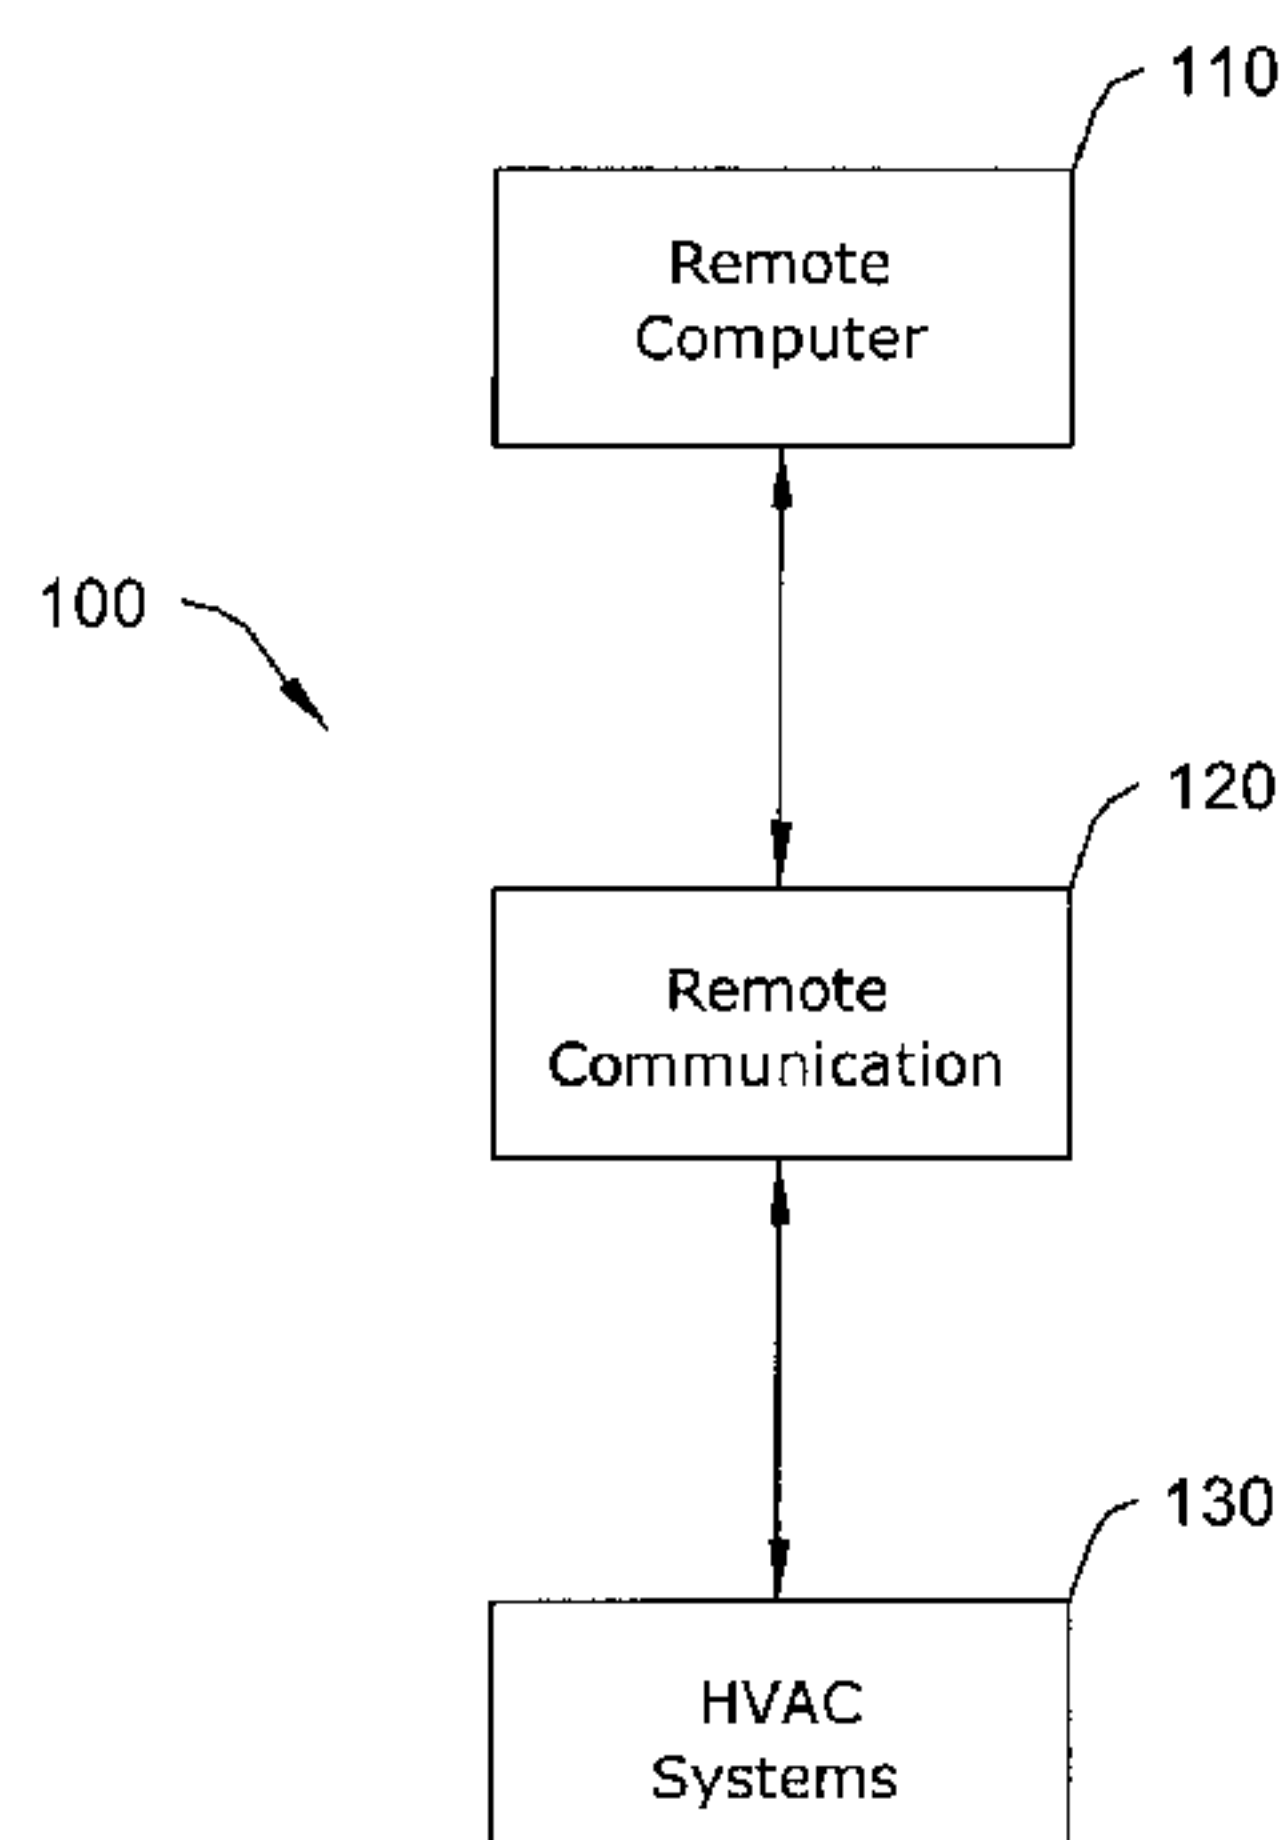 110
Remote
Computer
100
120
Remote
Communication
130
HVAC
Systems